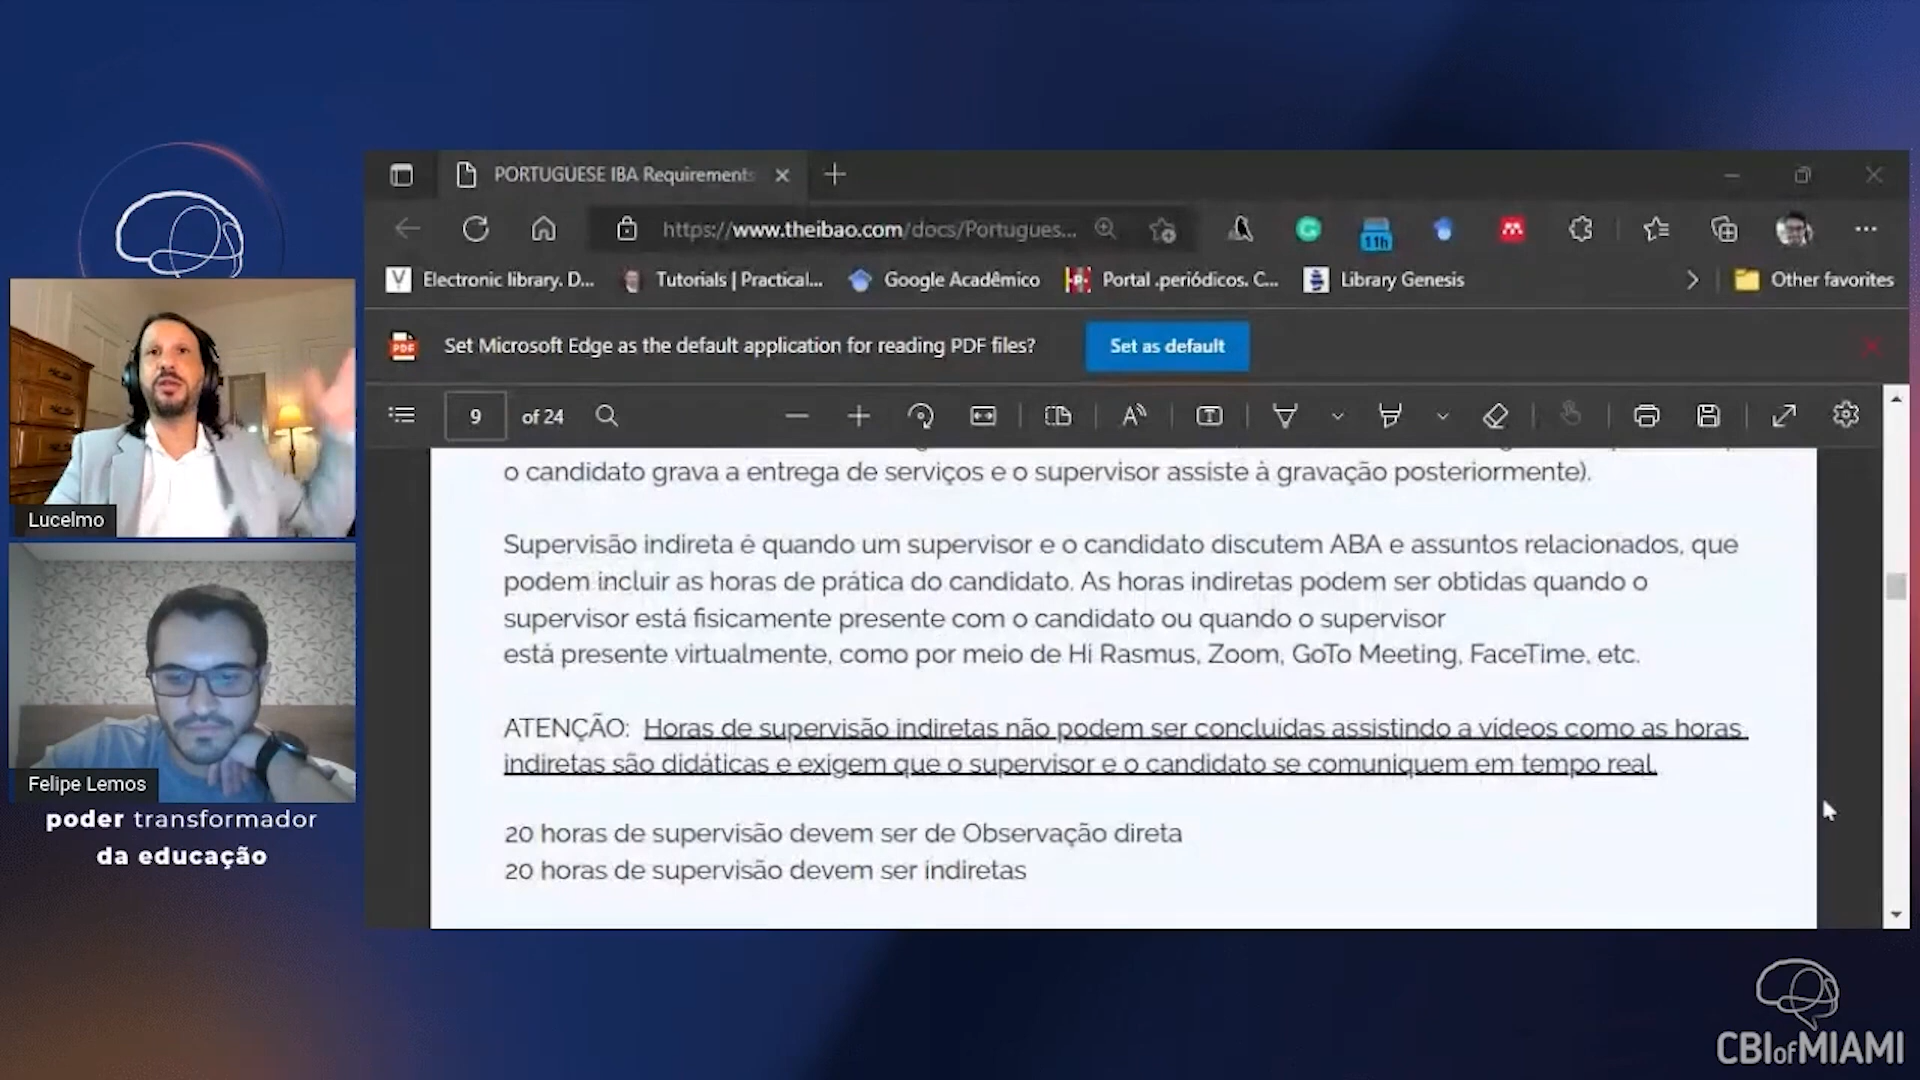 PORTUGUESE IBA Requirements
https://www.theibao.com/docs/Portugues...
11h
Electronic library. D...
Tutorials | Practical...
Google Acadêmico
Portal .periódicos. C...
Library Genesis
Other favorites
PDF
Set Microsoft Edge as the default application for reading PDF files?
Set as default
9 of 24
o candidato grava a entrega de serviços e o supervisor assiste à gravação posteriormente).
Supervisão indireta é quando um supervisor e o candidato discutem ABA e assuntos relacionados, que
podem incluir as horas de prática do candidato. As horas indiretas podem ser obtidas quando o
supervisor está fisicamente presente com o candidato ou quando o supervisor
está presente virtualmente, como por meio de Hi Rasmus, Zoom, GoTo Meeting, FaceTime, etc.
ATENÇÃO: Horas de supervisão indiretas não podem ser concluídas assistindo a vídeos como as horas
indiretas são didáticas e exigem que o supervisor e o candidato se comuniquem em tempo real.
20 horas de supervisão devem ser de Observação direta
20 horas de supervisão devem ser indiretas
Lucelmo
Felipe Lemos
poder transformador
da educação
CBIofMIAMI